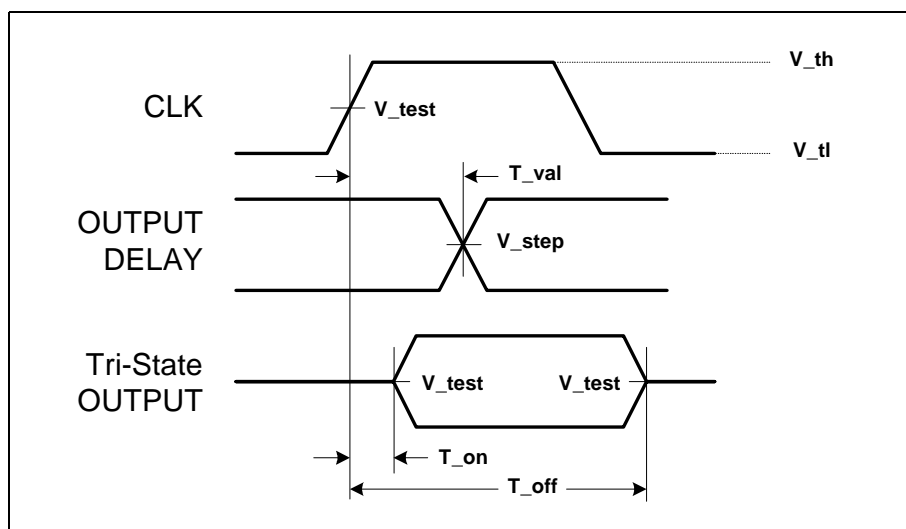 V_th
CLK
V_test
V_tl
T_val
OUTPUT
DELAY
V_step
Tri-State
OUTPUT
V_test
V_test
T_on
T_off